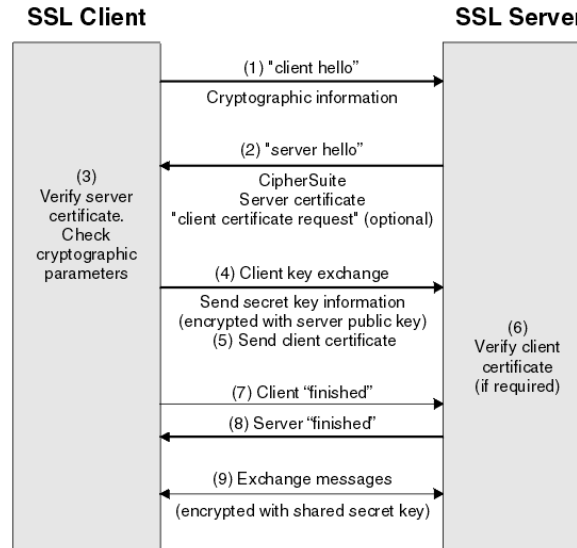 SSL Client
SSL Server
(1) "client hello”
Cryptographic information
(2) "server hello”
CipherSuite
Server certificate
"client certificate request" (optional)
(3)
Verify server
certificate.
Check
cryptographic
parameters
(4) Client key exchange
Send secret key information
(encrypted with server public key)
(5) Send client certificate
(6)
Verify client
certificate
(if required)
(7) Client “finished”
(8) Server “finished”
(9) Exchange messages
(encrypted with shared secret key)